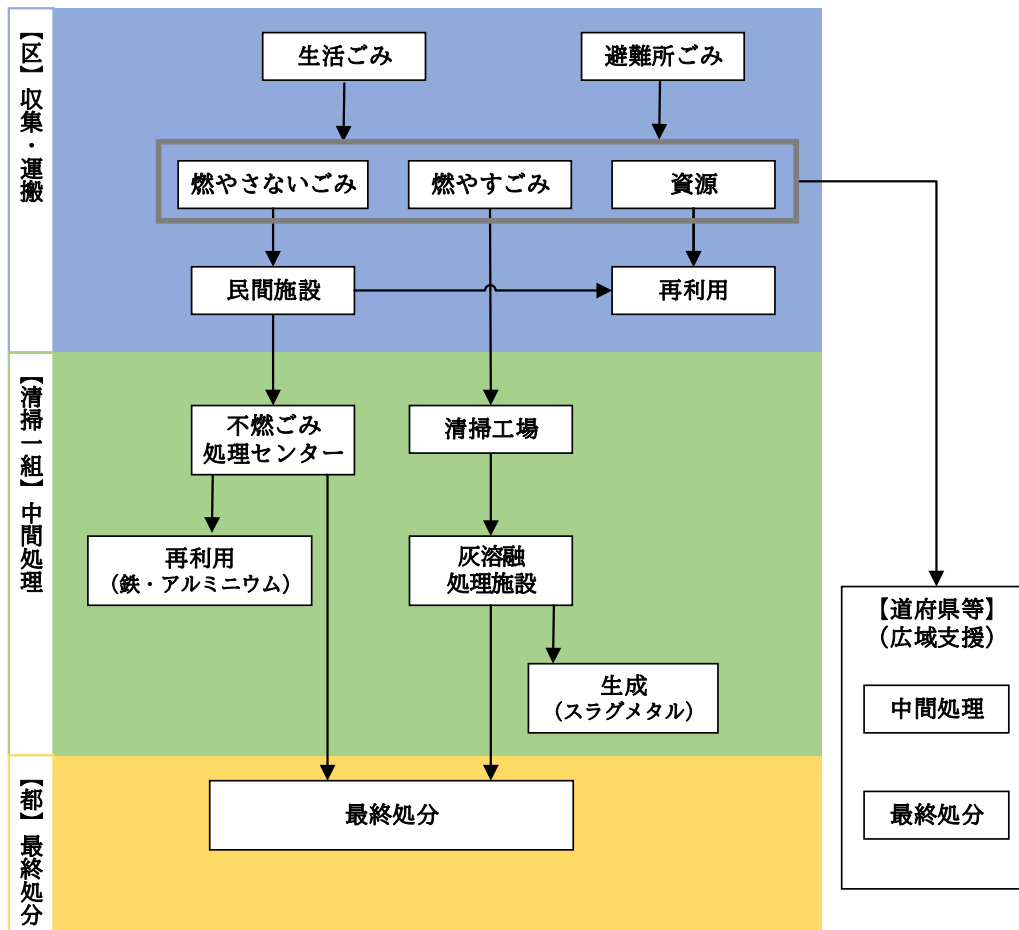 【区】収集・運搬
生活ごみ
避難所ごみ
燃やさないごみ
燃やすごみ
資源
民間施設
再利用
【清掃一組】中間処理
不燃ごみ
処理センター
清掃工場
再利用
（鉄・アルミニウム）
灰溶融
処理施設
生成
（スラグメタル）
【都】最終処分
最終処分
【道府県等】
（広域支援）
中間処理
最終処分